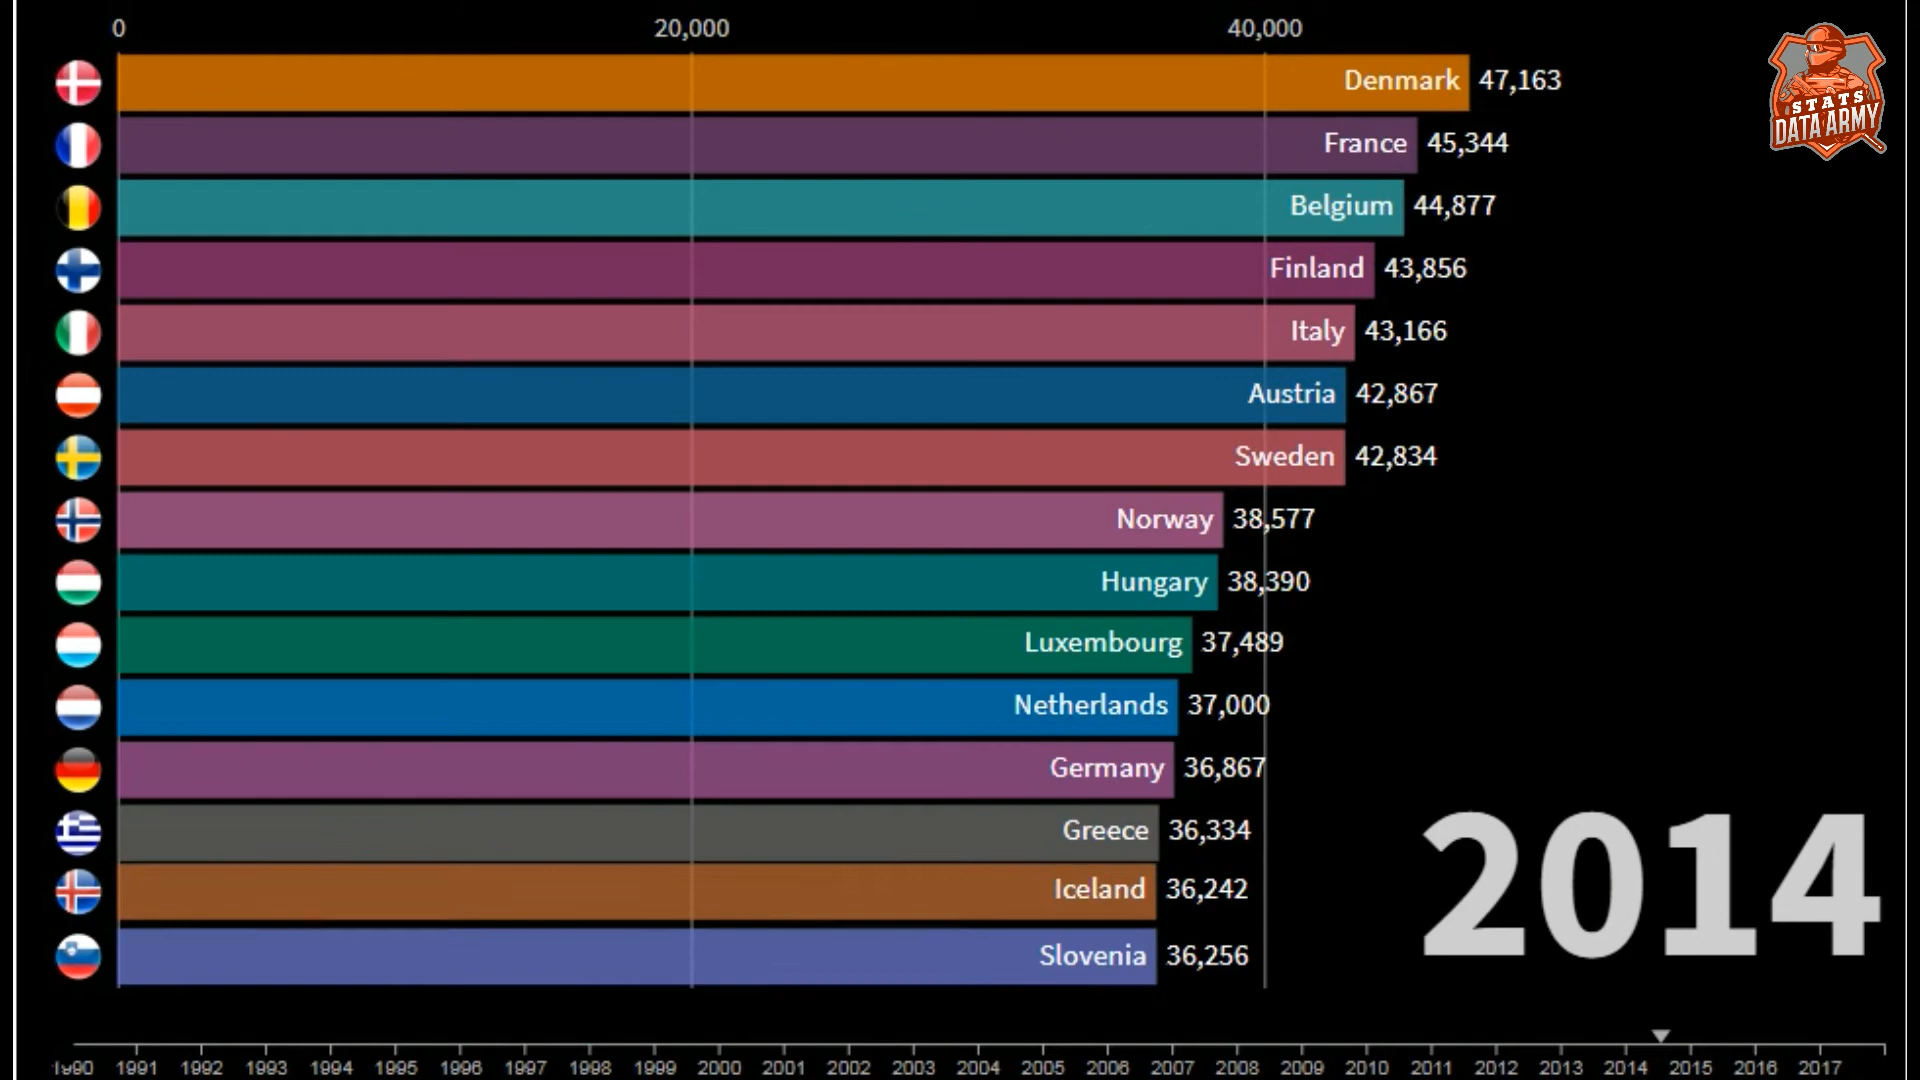 0 20,000 40,000
Denmark 47,163
France 45,344
Belgium 44,877
Finland 43,856
Italy 43,166
Austria 42,867
Sweden 42,834
Norway 38,577
Hungary 38,390
Luxembourg 37,489
Netherlands 37,000
Germany 36,867
Greece 36,334
Iceland 36,242
Slovenia 36,256
STATS
DATA ARMY
2014
1990 1991 1992 1993 1994 1995 1996 1997 1998 1999 2000 2001 2002 2003 2004 2005 2006 2007 2008 2009 2010 2011 2012 2013 2014 2015 2016 2017